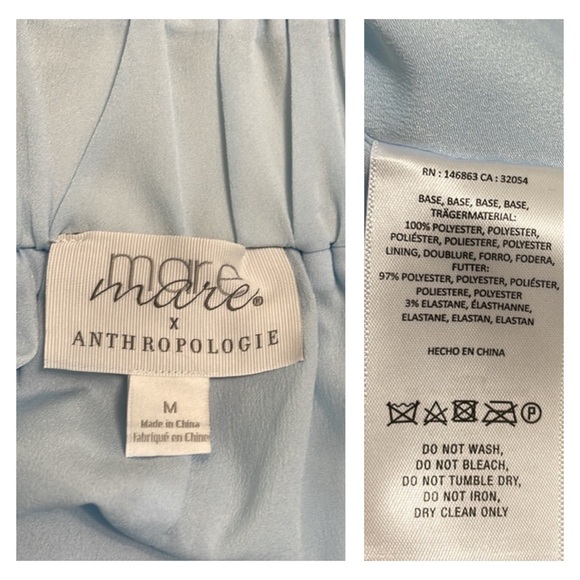 mare
mare®
x
ANTHROPOLOGIE
M
Made in China
Fabriqué en Chine
RN : 146863 CA : 32054
BASE, BASE, BASE, BASE,
TRÄGERMATERIAL:
100% POLYESTER, POLYESTER,
POLIÉSTER, POLIESTERE, POLYESTER
LINING, DOUBLURE, FORRO, FODERA,
FUTTER:
97% POLYESTER, POLYESTER, POLIÉSTER,
POLIESTERE, POLYESTER
3% ELASTANE, ÉLASTHANNE,
ELASTANE, ELASTAN, ELASTAN
HECHO EN CHINA
P
DO NOT WASH,
DO NOT BLEACH,
DO NOT TUMBLE DRY,
DO NOT IRON,
DRY CLEAN ONLY